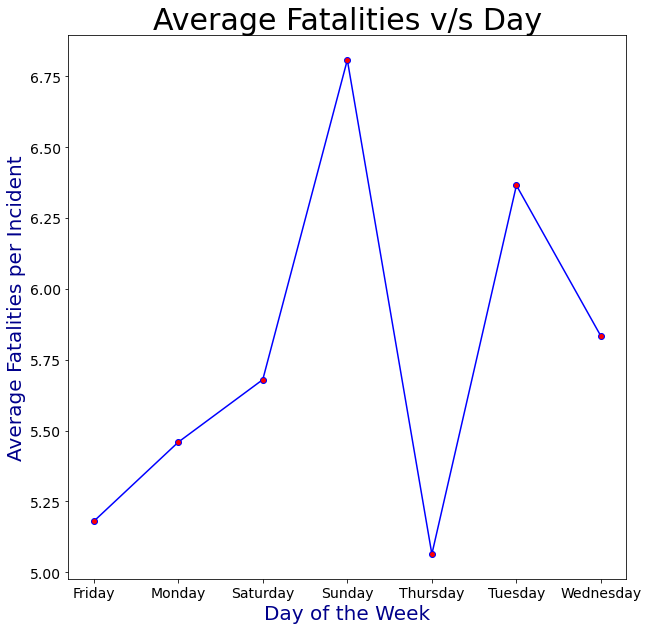 Average Fatalities v/s Day
Average Fatalities per Incident
6.75
6.50
6.25
6.00
5.75
5.50
5.25
5.00
Friday Monday Saturday Sunday Thursday Tuesday Wednesday
Day of the Week